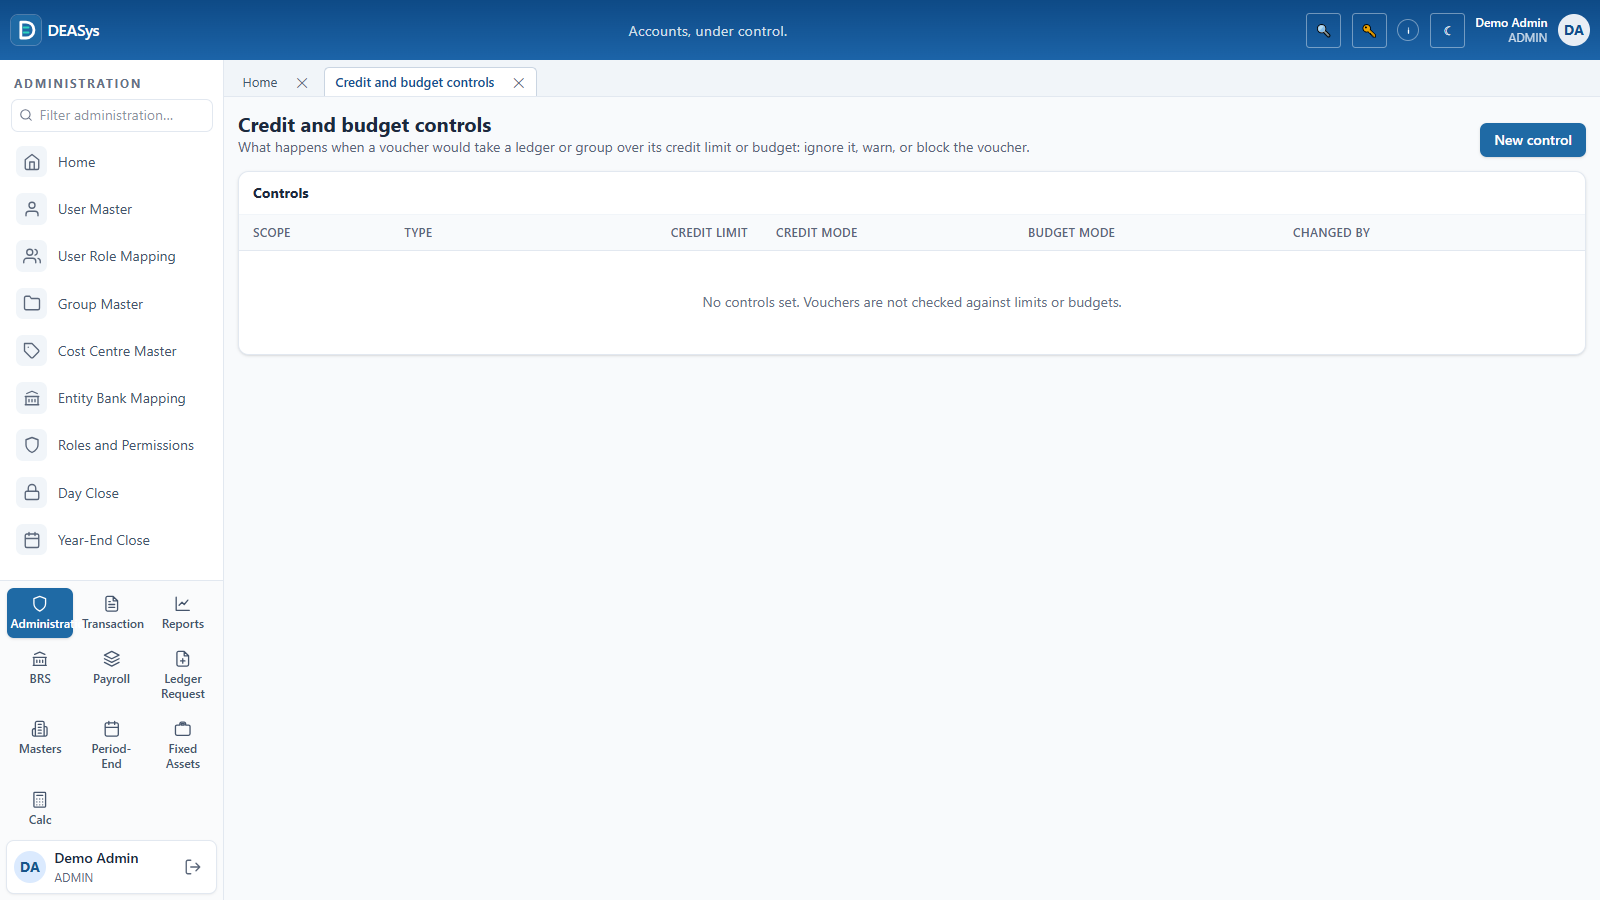 DEASys
Accounts, under control.
Demo Admin
ADMIN
DA
ADMINISTRATION
Filter administration...
Home
User Master
User Role Mapping
Group Master
Cost Centre Master
Entity Bank Mapping
Roles and Permissions
Day Close
Year-End Close
Administrat
Transaction
Reports
BRS
Payroll
Ledger
Request
Masters
Period-
End
Fixed
Assets
Calc
DA
Demo Admin
ADMIN
Home
Credit and budget controls
Credit and budget controls
What happens when a voucher would take a ledger or group over its credit limit or budget: ignore it, warn, or block the voucher.
New control
Controls
SCOPE TYPE CREDIT LIMIT CREDIT MODE BUDGET MODE CHANGED BY
No controls set. Vouchers are not checked against limits or budgets.